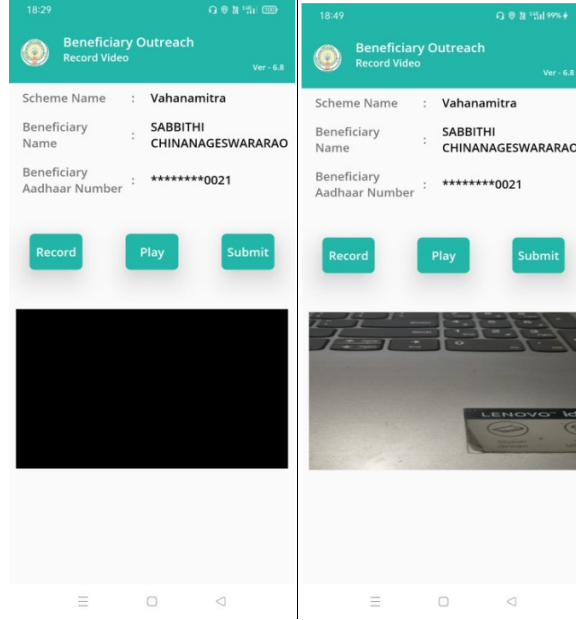 18:29
Beneficiary Outreach
Record Video
Ver - 6.8
Scheme Name : Vahanamitra
Beneficiary Name : SABBITHI CHINANAGESWARARAO
Beneficiary Aadhaar Number : ********0021
Record Play Submit
18:49
99%
Beneficiary Outreach
Record Video
Ver - 6.8
Scheme Name : Vahanamitra
Beneficiary Name : SABBITHI CHINANAGESWARARAO
Beneficiary Aadhaar Number : ********0021
Record Play Submit
LENOVO